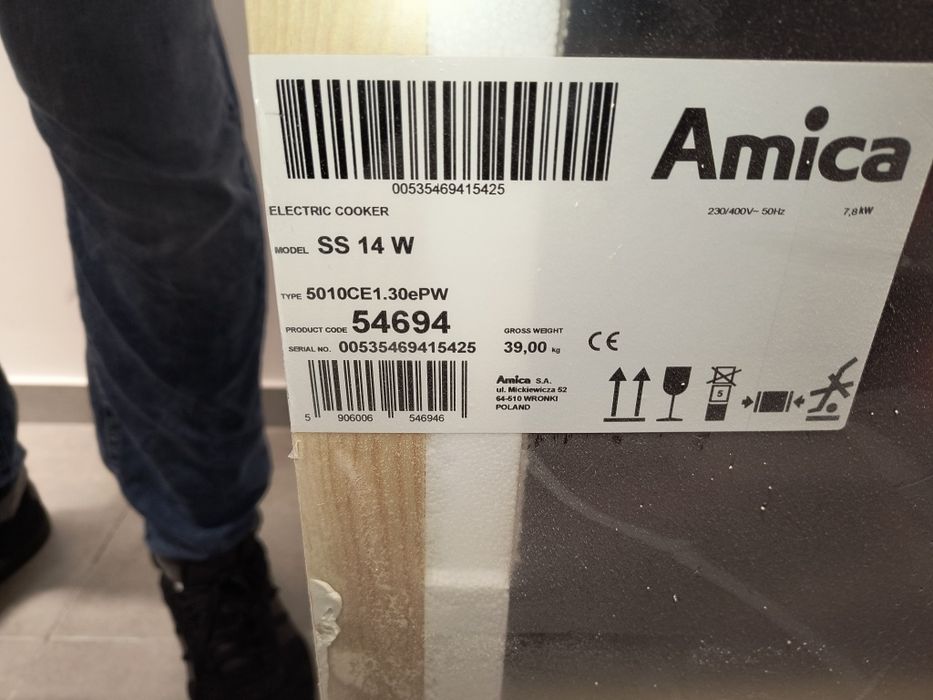 00535469415425
Amica
ELECTRIC COOKER
230/400V~ 50Hz 7,8 kW
MODEL SS 14 W
TYPE 5010CE1.30ePW
PRODUCT CODE 54694
SERIAL NO. 00535469415425
GROSS WEIGHT
39,00 kg
CE
5 906006 546946
Amica S.A.
ul. Mickiewicza 52
64-510 WRONKI
POLAND
5